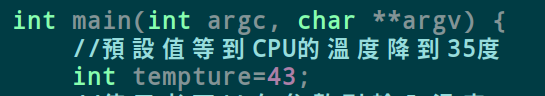 int main(int argc, char **argv) {
//預設值等到CPU的溫度降到35度
int tempture=43;